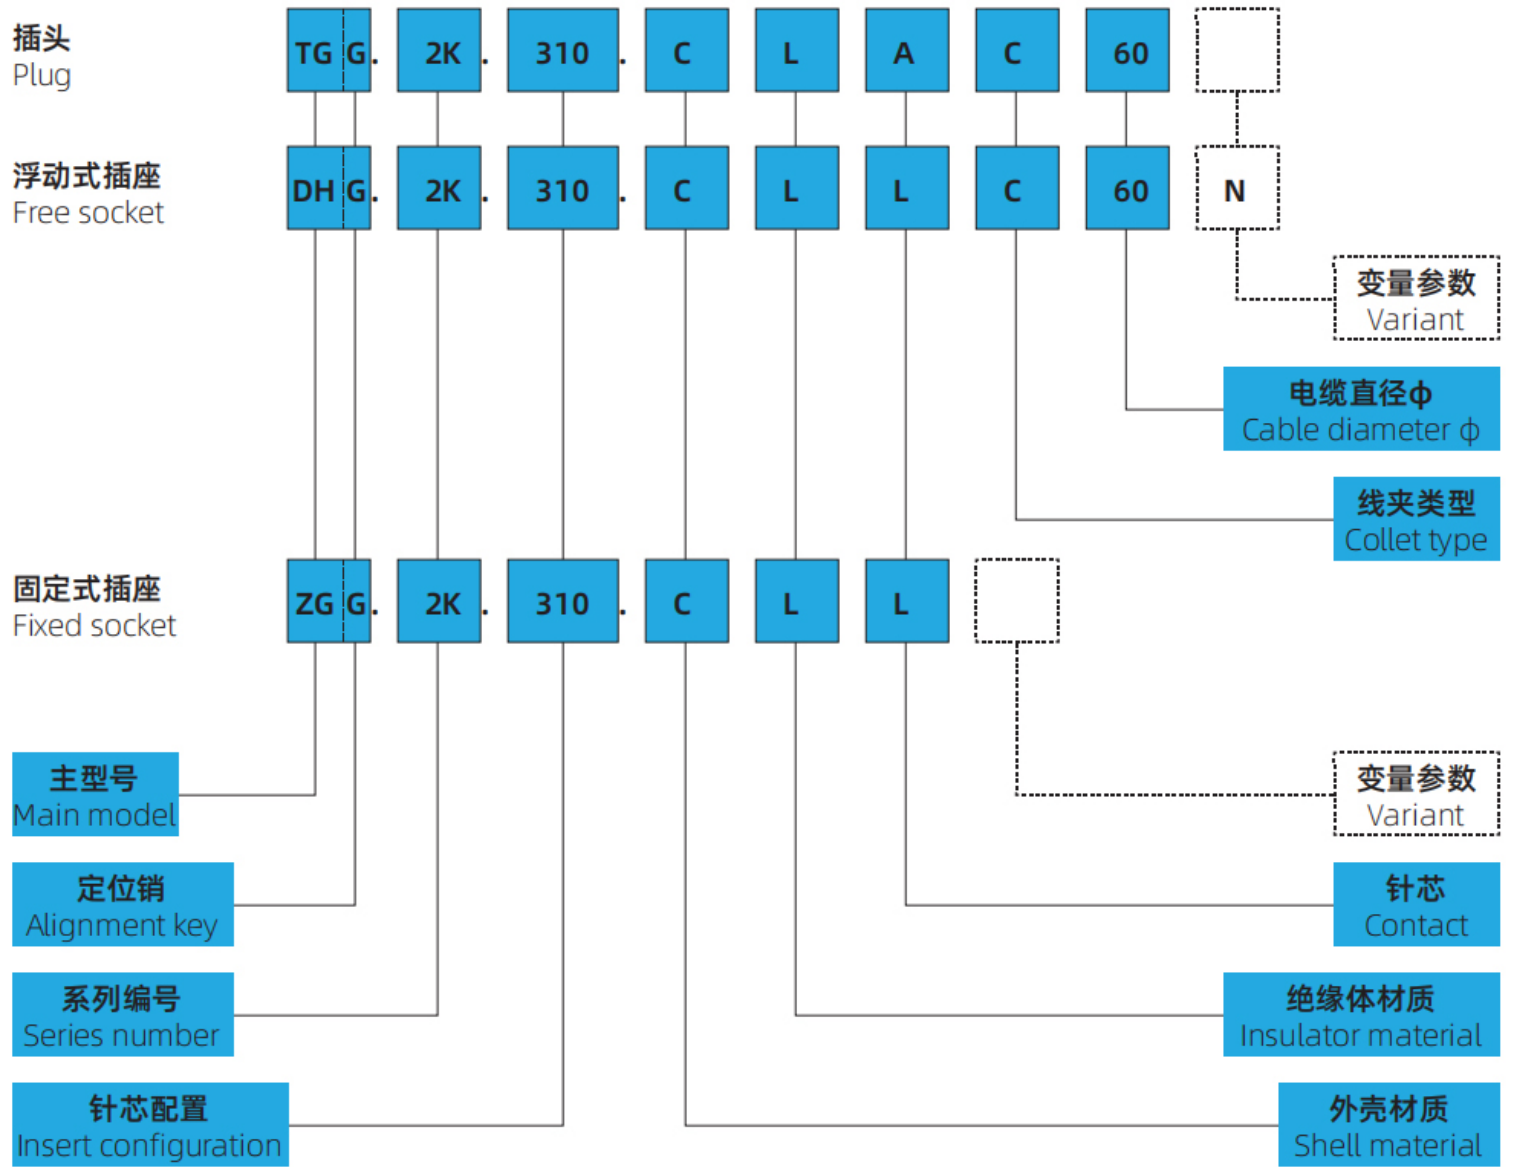 插头
Plug
TG G. 2K. 310. C L A C 60
浮动式插座
Free socket
DH G. 2K. 310. C L L C 60 N
变量参数
Variant
电缆直径ф
Cable diameter ф
线夹类型
Collet type
固定式插座
Fixed socket
ZG G. 2K. 310. C L L
主型号
Main model
变量参数
Variant
定位销
Alignment key
针芯
Contact
系列编号
Series number
绝缘体材质
Insulator material
针芯配置
Insert configuration
外壳材质
Shell material